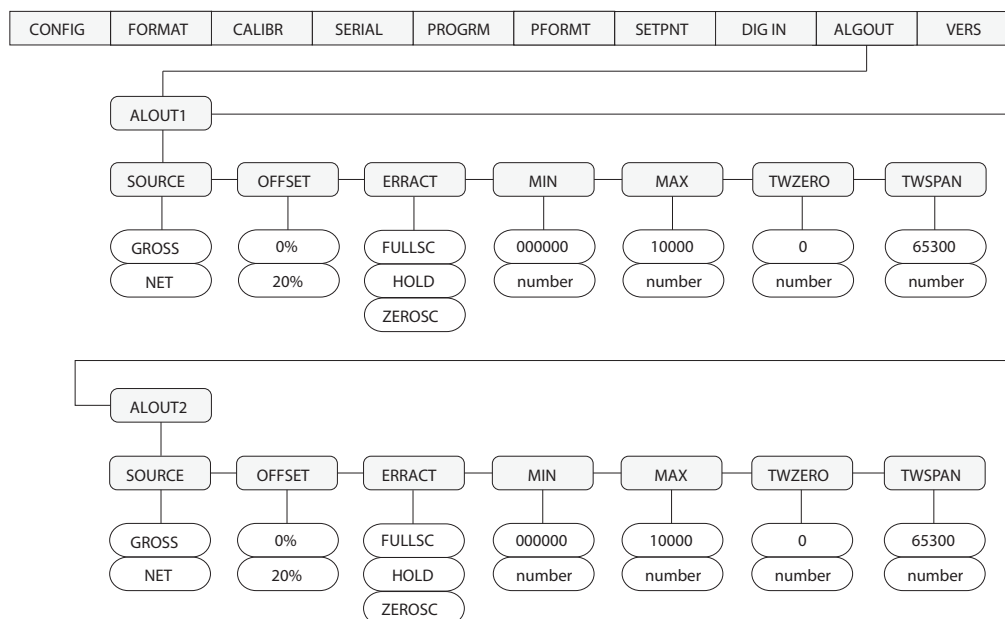 CONFIG FORMAT CALIBR SERIAL PROGRM PFORMT SETPNT DIG IN ALGOUT VERS
ALOUT1
SOURCE OFFSET ERRACT MIN MAX TWZERO TWSPAN
GROSS 0% FULLSC 000000 10000 0 65300
NET 20% HOLD number number number number
ZEROSC
ALOUT2
SOURCE OFFSET ERRACT MIN MAX TWZERO TWSPAN
GROSS 0% FULLSC 000000 10000 0 65300
NET 20% HOLD number number number number
ZEROSC